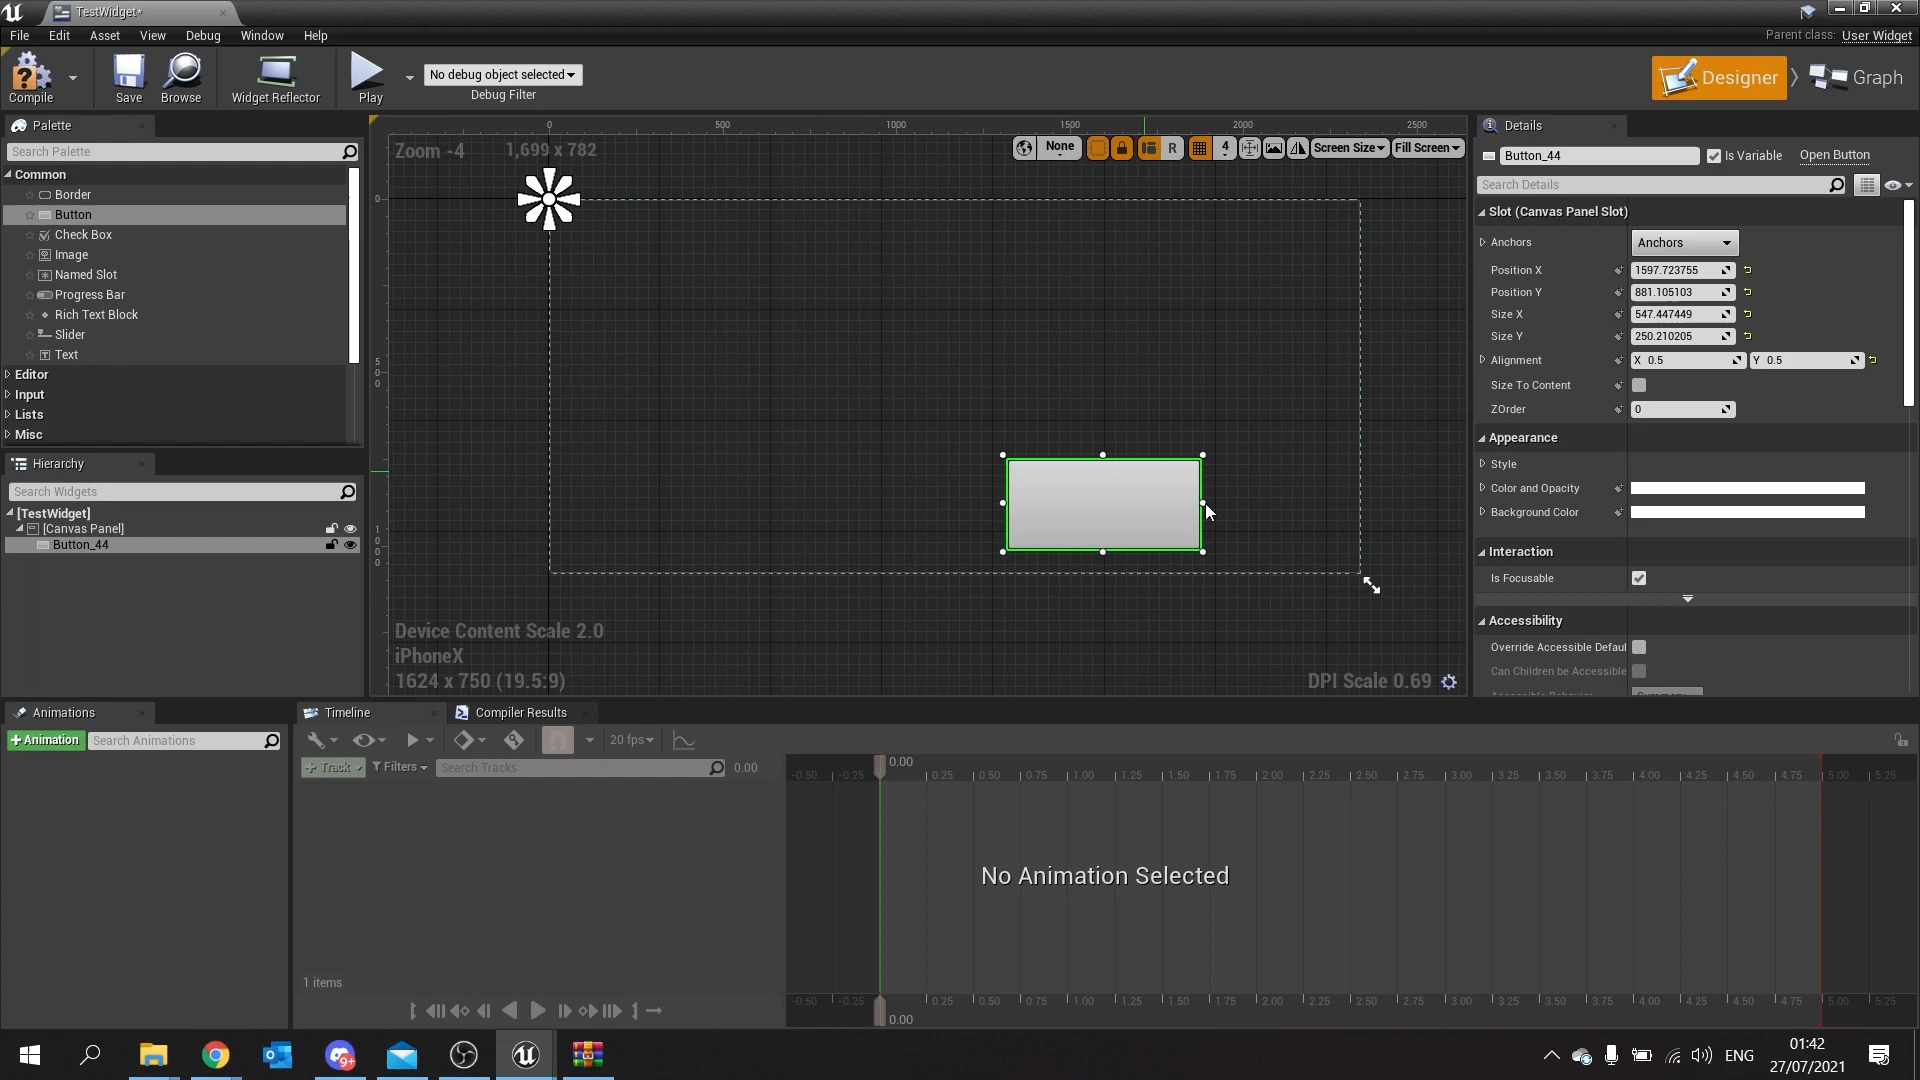 TestWidget*
File Edit Asset View Debug Window Help
Parent class: User Widget
Compile
Save
Browse
Widget Reflector
Play
No debug object selected
Debug Filter
Designer
Graph
Palette
Search Palette
Common
Border
Button
Check Box
Image
Named Slot
Progress Bar
Rich Text Block
Slider
Text
Editor
Input
Lists
Misc
Hierarchy
Search Widgets
[TestWidget]
[Canvas Panel]
Button_44
0 500 1000 1500 2000 2500
Zoom -4 1,699 x 782
None R 4 Screen Size Fill Screen
0
5
0
0
1
0
0
0
Device Content Scale 2.0
iPhoneX
1624 x 750 (19.5:9)
DPI Scale 0.69
Details
Button_44 Is Variable Open Button
Search Details
Slot (Canvas Panel Slot)
Anchors Anchors
Position X 1597.723755
Position Y 881.105103
Size X 547.447449
Size Y 250.210205
Alignment X 0.5 Y 0.5
Size To Content
ZOrder 0
Appearance
Style
Color and Opacity
Background Color
Interaction
Is Focusable
Accessibility
Override Accessible Defaul
Can Children be Accessible
Animations
+Animation Search Animations
Timeline
Compiler Results
20 fps
+ Track Filters Search Tracks 0.00
1 items
0.00
-0.50 -0.25 0.25 0.50 0.75 1.00 1.25 1.50 1.75 2.00 2.25 2.50 2.75 3.00 3.25 3.50 3.75 4.00 4.25 4.50 4.75 5.00 5.25
No Animation Selected
-0.50 -0.25 0.25 0.50 0.75 1.00 1.25 1.50 1.75 2.00 2.25 2.50 2.75 3.00 3.25 3.50 3.75 4.00 4.25 4.50 4.75 5.00 5.25
0.00
9+
ENG
01:42
27/07/2021